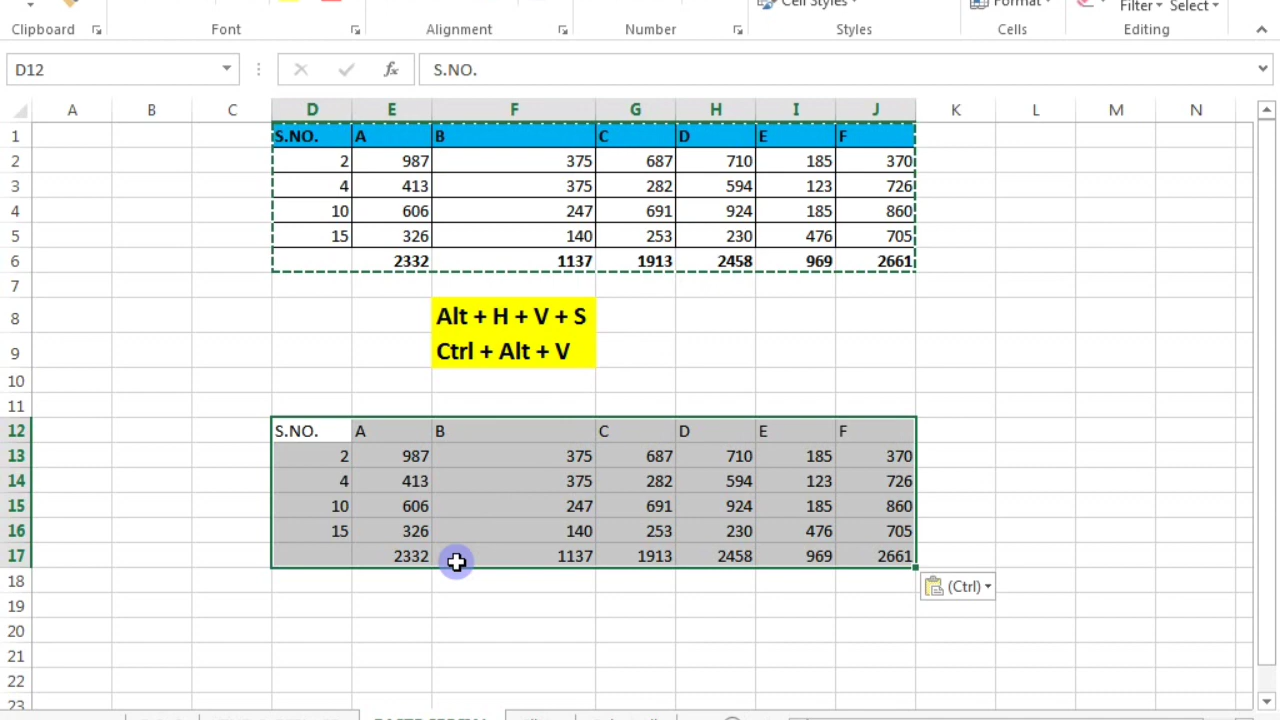 Cell Styles
Format
Filter Select
Clipboard Font Alignment Number Styles Cells Editing
D12 fx S.NO.
A B C D E F G H I J K L M N
1 S.NO. A B C D E F
2 2 987 375 687 710 185 370
3 4 413 375 282 594 123 726
4 10 606 247 691 924 185 860
5 15 326 140 253 230 476 705
6 2332 1137 1913 2458 969 2661
7
8 Alt + H + V + S
9 Ctrl + Alt + V
10
11
12 S.NO. A B C D E F
13 2 987 375 687 710 185 370
14 4 413 375 282 594 123 726
15 10 606 247 691 924 185 860
16 15 326 140 253 230 476 705
17 2332 1137 1913 2458 969 2661
18 (Ctrl)
19
20
21
22
23